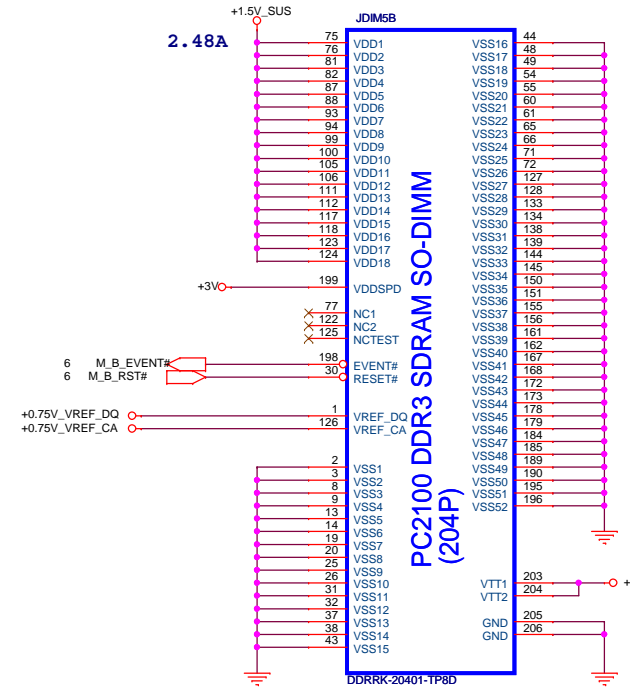 +1.5V_SUS
2.48A
JDIM5B
75 VDD1
76 VDD2
81 VDD3
82 VDD4
87 VDD5
88 VDD6
93 VDD7
94 VDD8
99 VDD9
100 VDD10
105 VDD11
106 VDD12
111 VDD13
112 VDD14
117 VDD15
118 VDD16
123 VDD17
124 VDD18
+3V 199 VDDSPD
77 NC1
122 NC2
125 NCTEST
6 M_B_EVENT# 198 EVENT#
6 M_B_RST# 30 RESET#
+0.75V_VREF_DQ 1 VREF_DQ
+0.75V_VREF_CA 126 VREF_CA
2 VSS1
3 VSS2
8 VSS3
9 VSS4
13 VSS5
14 VSS6
19 VSS7
20 VSS8
25 VSS9
26 VSS10
31 VSS11
32 VSS12
37 VSS13
38 VSS14
43 VSS15
PC2100 DDR3 SDRAM SO-DIMM
(204P)
VSS16 44
VSS17 48
VSS18 49
VSS19 54
VSS20 55
VSS21 60
VSS22 61
VSS23 65
VSS24 66
VSS25 71
VSS26 72
VSS27 127
VSS28 128
VSS29 133
VSS30 134
VSS31 138
VSS32 139
VSS33 144
VSS34 145
VSS35 150
VSS36 151
VSS37 155
VSS38 156
VSS39 161
VSS40 162
VSS41 167
VSS42 168
VSS43 172
VSS44 173
VSS45 178
VSS46 179
VSS47 184
VSS48 185
VSS49 189
VSS50 190
VSS51 195
VSS52 196
VTT1 203 +
VTT2 204
GND 205
GND 206
DDRRK-20401-TP8D